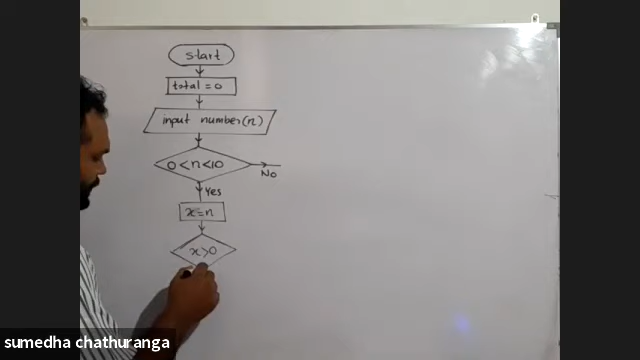 start
total = 0
input number(n)
0 < n < 10
No
Yes
x = n
x > 0
sumedha chathuranga